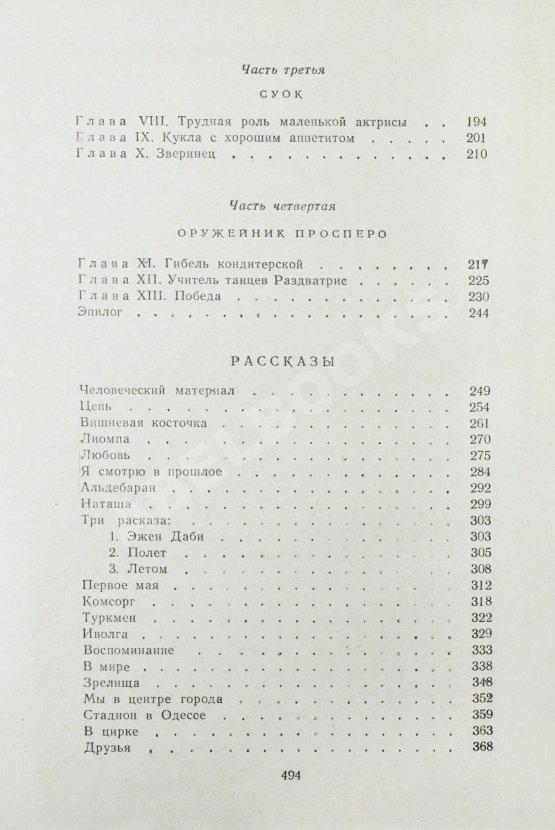 Часть третья
СУОК
Глава VIII. Трудная роль маленькой актрисы . . 194
Глава IX. Кукла с хорошим аппетитом . . . . . 201
Глава X. Зверинец . . . . . . . . . . . . 210
Часть четвертая
ОРУЖЕЙНИК ПРОСПЕРО
Глава XI. Гибель кондитерской . . . . . . . 217
Глава XII. Учитель танцев Раздватрис . . . . . 225
Глава XIII. Победа . . . . . . . . . . . 230
Эпилог . . . . . . . . . . . . . . . . 244
РАССКАЗЫ
Человеческий материал . . . . . . . . . . 249
Цепь . . . . . . . . . . . . . . . . . 254
Вишневая косточка . . . . . . . . . . . . 261
Лиомпа . . . . . . . . . . . . . . . . 270
Любовь . . . . . . . . . . . . . . . . 275
Я смотрю в прошлое . . . . . . . . . . . 284
Альдебаран . . . . . . . . . . . . . . 292
Наташа . . . . . . . . . . . . . . . . 299
Три расказа: . . . . . . . . . . . . . 303
1. Эжен Даби . . . . . . . . . . . . 303
2. Полет . . . . . . . . . . . . . . 305
3. Летом . . . . . . . . . . . . . . 308
Первое мая . . . . . . . . . . . . . . 312
Комсорг . . . . . . . . . . . . . . . 318
Туркмен . . . . . . . . . . . . . . . 322
Иволга . . . . . . . . . . . . . . . . 329
Воспоминание . . . . . . . . . . . . . 333
В мире . . . . . . . . . . . . . . . . 338
Зрелища . . . . . . . . . . . . . . . 348
Мы в центре города . . . . . . . . . . . 352
Стадион в Одессе . . . . . . . . . . . . 359
В цирке . . . . . . . . . . . . . . . 363
Друзья . . . . . . . . . . . . . . . . 368
494